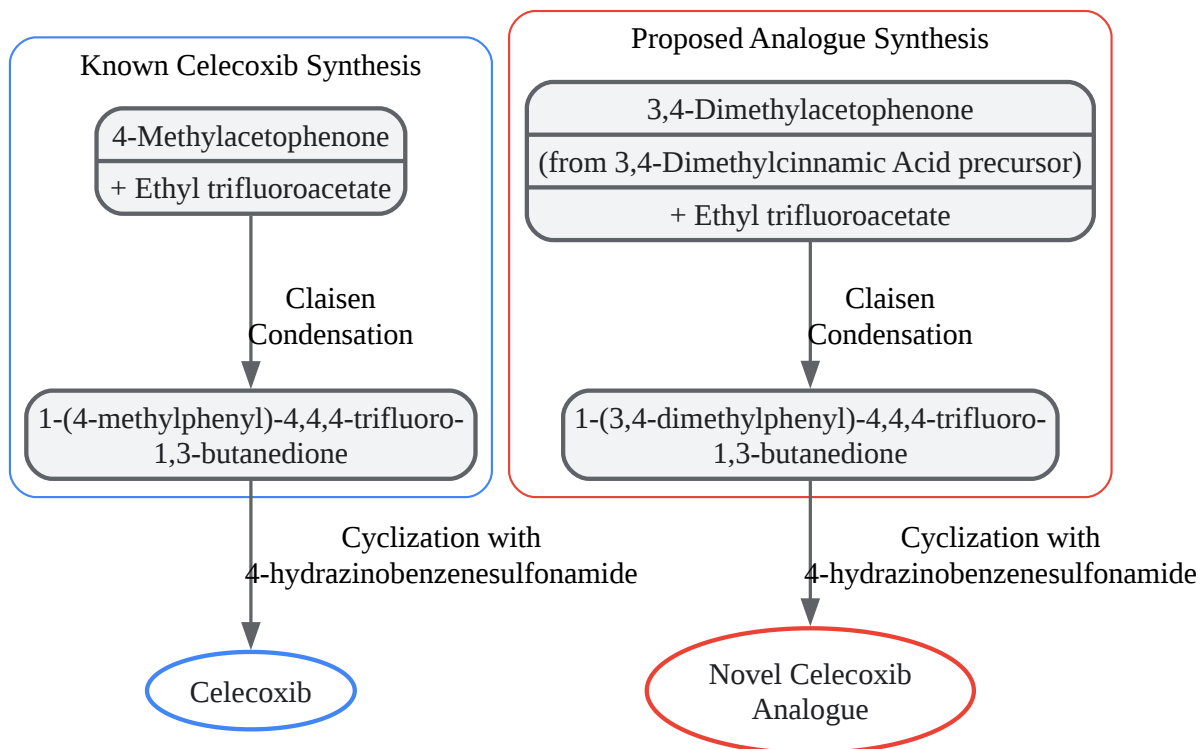 Known Celecoxib Synthesis
4-Methylacetophenone
+ Ethyl trifluoroacetate
Claisen
Condensation
1-(4-methylphenyl)-4,4,4-trifluoro-
1,3-butanedione
Cyclization with
4-hydrazinobenzenesulfonamide
Celecoxib
Proposed Analogue Synthesis
3,4-Dimethylacetophenone
(from 3,4-Dimethylcinnamic Acid precursor)
+ Ethyl trifluoroacetate
Claisen
Condensation
1-(3,4-dimethylphenyl)-4,4,4-trifluoro-
1,3-butanedione
Cyclization with
4-hydrazinobenzenesulfonamide
Novel Celecoxib
Analogue